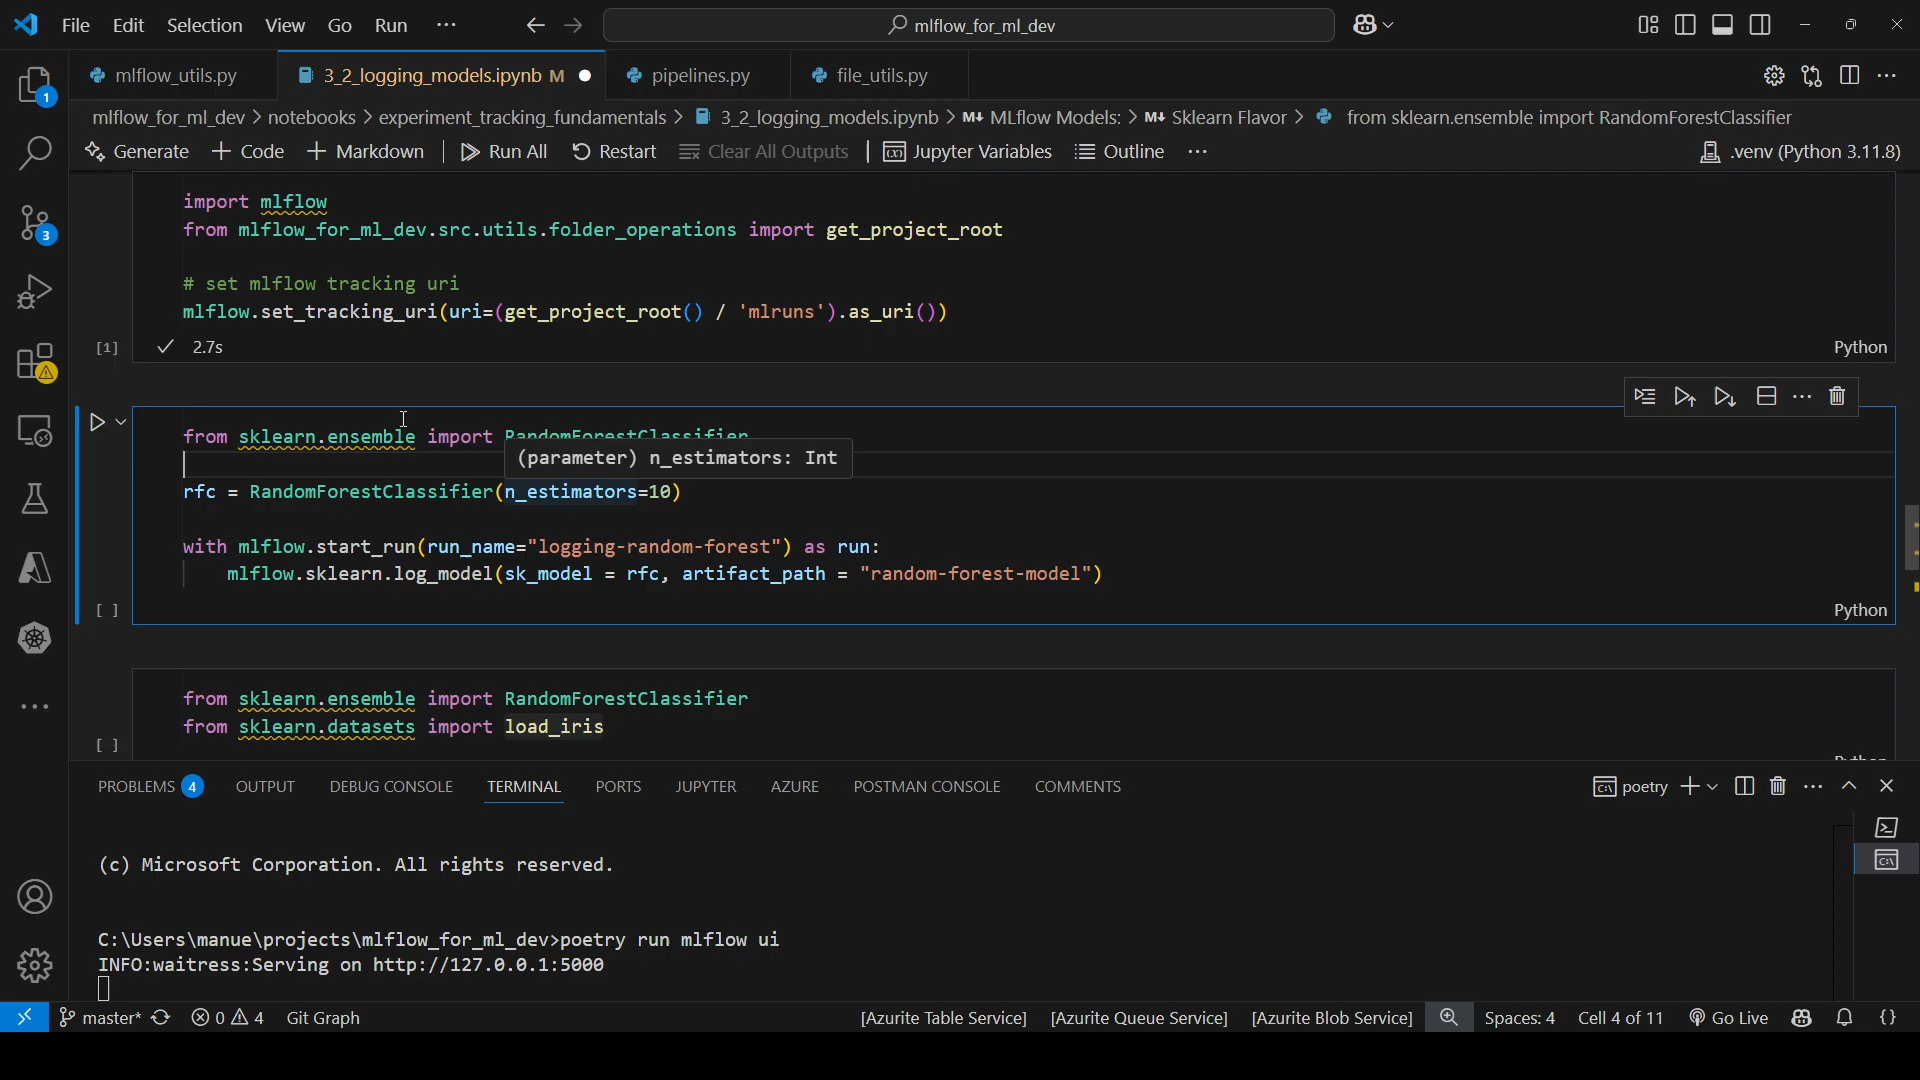 File Edit Selection View Go Run ···
mlflow_for_ml_dev
mlflow_utils.py
3_2_logging_models.ipynb M
pipelines.py
file_utils.py
mlflow_for_ml_dev > notebooks > experiment_tracking_fundamentals > 3_2_logging_models.ipynb > M↓ MLflow Models: > M↓ Sklearn Flavor > from sklearn.ensemble import RandomForestClassifier
Generate + Code + Markdown Run All Restart Clear All Outputs Jupyter Variables Outline ···
.venv (Python 3.11.8)
import mlflow
from mlflow_for_ml_dev.src.utils.folder_operations import get_project_root
# set mlflow tracking uri
mlflow.set_tracking_uri(uri=(get_project_root() / 'mlruns').as_uri())
[1] ✓ 2.7s
Python
from sklearn.ensemble import RandomForestClassifier
(parameter) n_estimators: Int
rfc = RandomForestClassifier(n_estimators=10)
with mlflow.start_run(run_name="logging-random-forest") as run:
mlflow.sklearn.log_model(sk_model = rfc, artifact_path = "random-forest-model")
[ ]
Python
from sklearn.ensemble import RandomForestClassifier
from sklearn.datasets import load_iris
[ ]
PROBLEMS 4 OUTPUT DEBUG CONSOLE TERMINAL PORTS JUPYTER AZURE POSTMAN CONSOLE COMMENTS
poetry
(c) Microsoft Corporation. All rights reserved.
C:\Users\manue\projects\mlflow_for_ml_dev>poetry run mlflow ui
INFO:waitress:Serving on http://127.0.0.1:5000
master* 0 4 Git Graph
[Azurite Table Service] [Azurite Queue Service] [Azurite Blob Service] Spaces: 4 Cell 4 of 11 Go Live {}
1
3